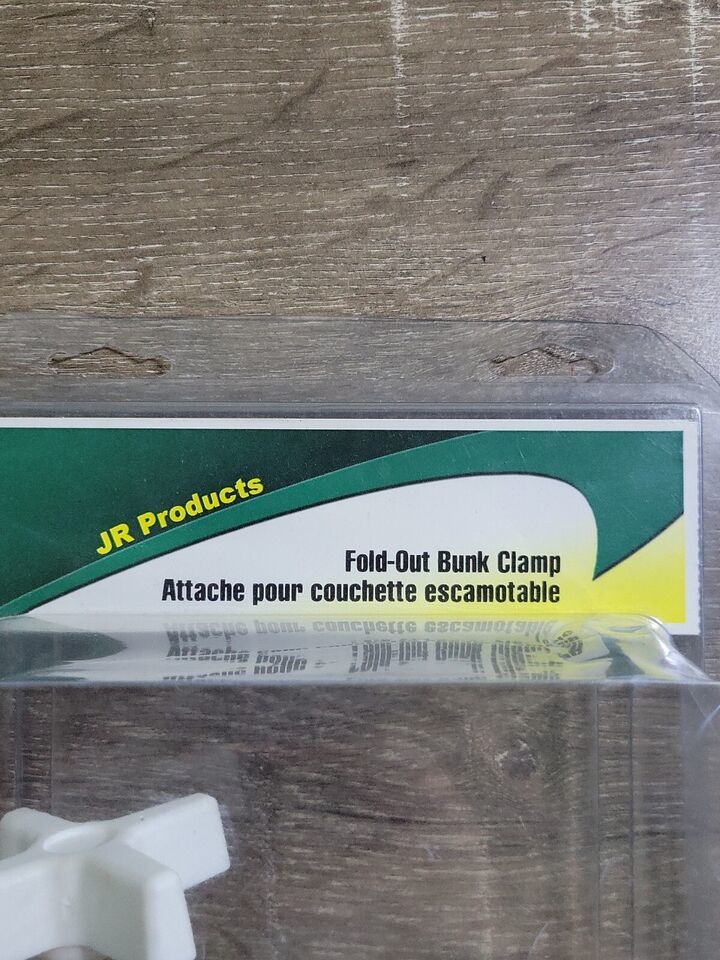 JR Products
Fold-Out Bunk Clamp
Attache pour couchette escamotable